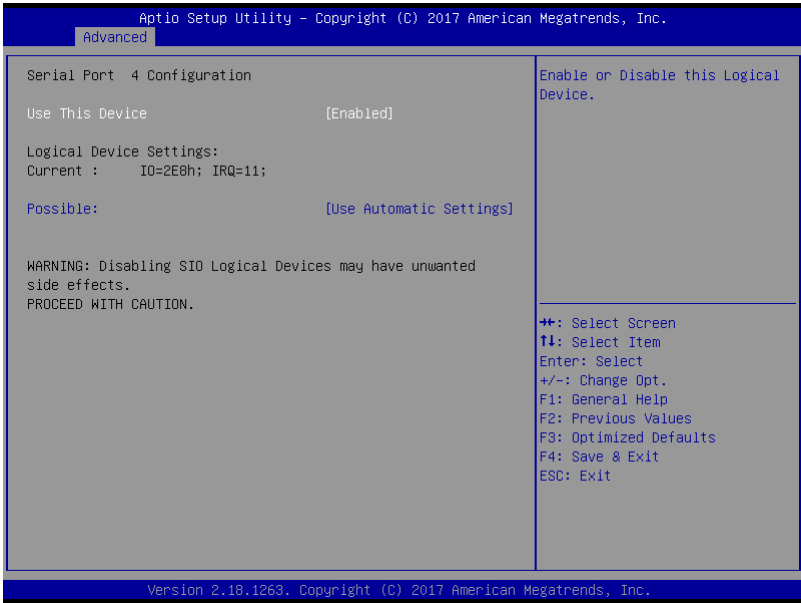 Aptio Setup Utility – Copyright (C) 2017 American Megatrends, Inc.
Advanced
Serial Port  4 Configuration
Use This Device [Enabled]
Logical Device Settings:
Current : IO=2E8h; IRQ=11;
Possible: [Use Automatic Settings]
WARNING: Disabling SIO Logical Devices may have unwanted
side effects.
PROCEED WITH CAUTION.
Enable or Disable this Logical
Device.
→←: Select Screen
↑↓: Select Item
Enter: Select
+/-: Change Opt.
F1: General Help
F2: Previous Values
F3: Optimized Defaults
F4: Save & Exit
ESC: Exit
Version 2.18.1263. Copyright (C) 2017 American Megatrends, Inc.